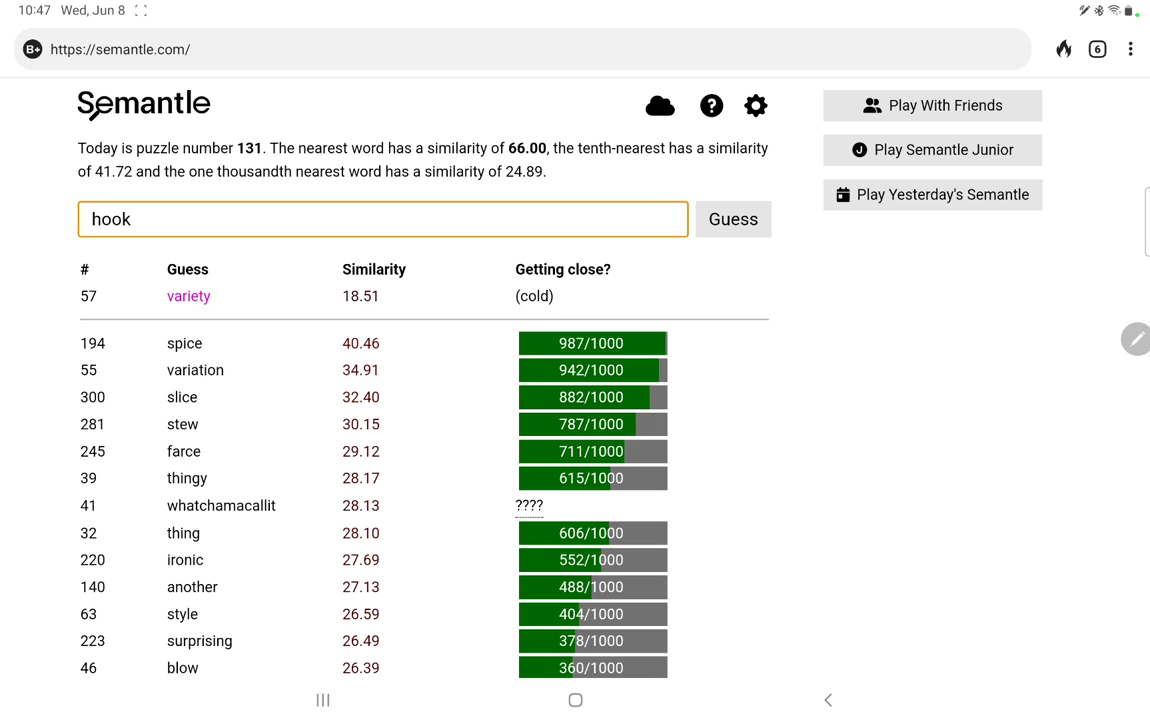 10:47 Wed, Jun 8
B+ https://semantle.com/ 6
Semantle
Play With Friends
Today is puzzle number 131. The nearest word has a similarity of 66.00, the tenth-nearest has a similarity
of 41.72 and the one thousandth nearest word has a similarity of 24.89.
J Play Semantle Junior
Play Yesterday's Semantle
hook Guess
# Guess Similarity Getting close?
57 variety 18.51 (cold)
194 spice 40.46 987/1000
55 variation 34.91 942/1000
300 slice 32.40 882/1000
281 stew 30.15 787/1000
245 farce 29.12 711/1000
39 thingy 28.17 615/1000
41 whatchamacallit 28.13 ????
32 thing 28.10 606/1000
220 ironic 27.69 552/1000
140 another 27.13 488/1000
63 style 26.59 404/1000
223 surprising 26.49 378/1000
46 blow 26.39 360/1000